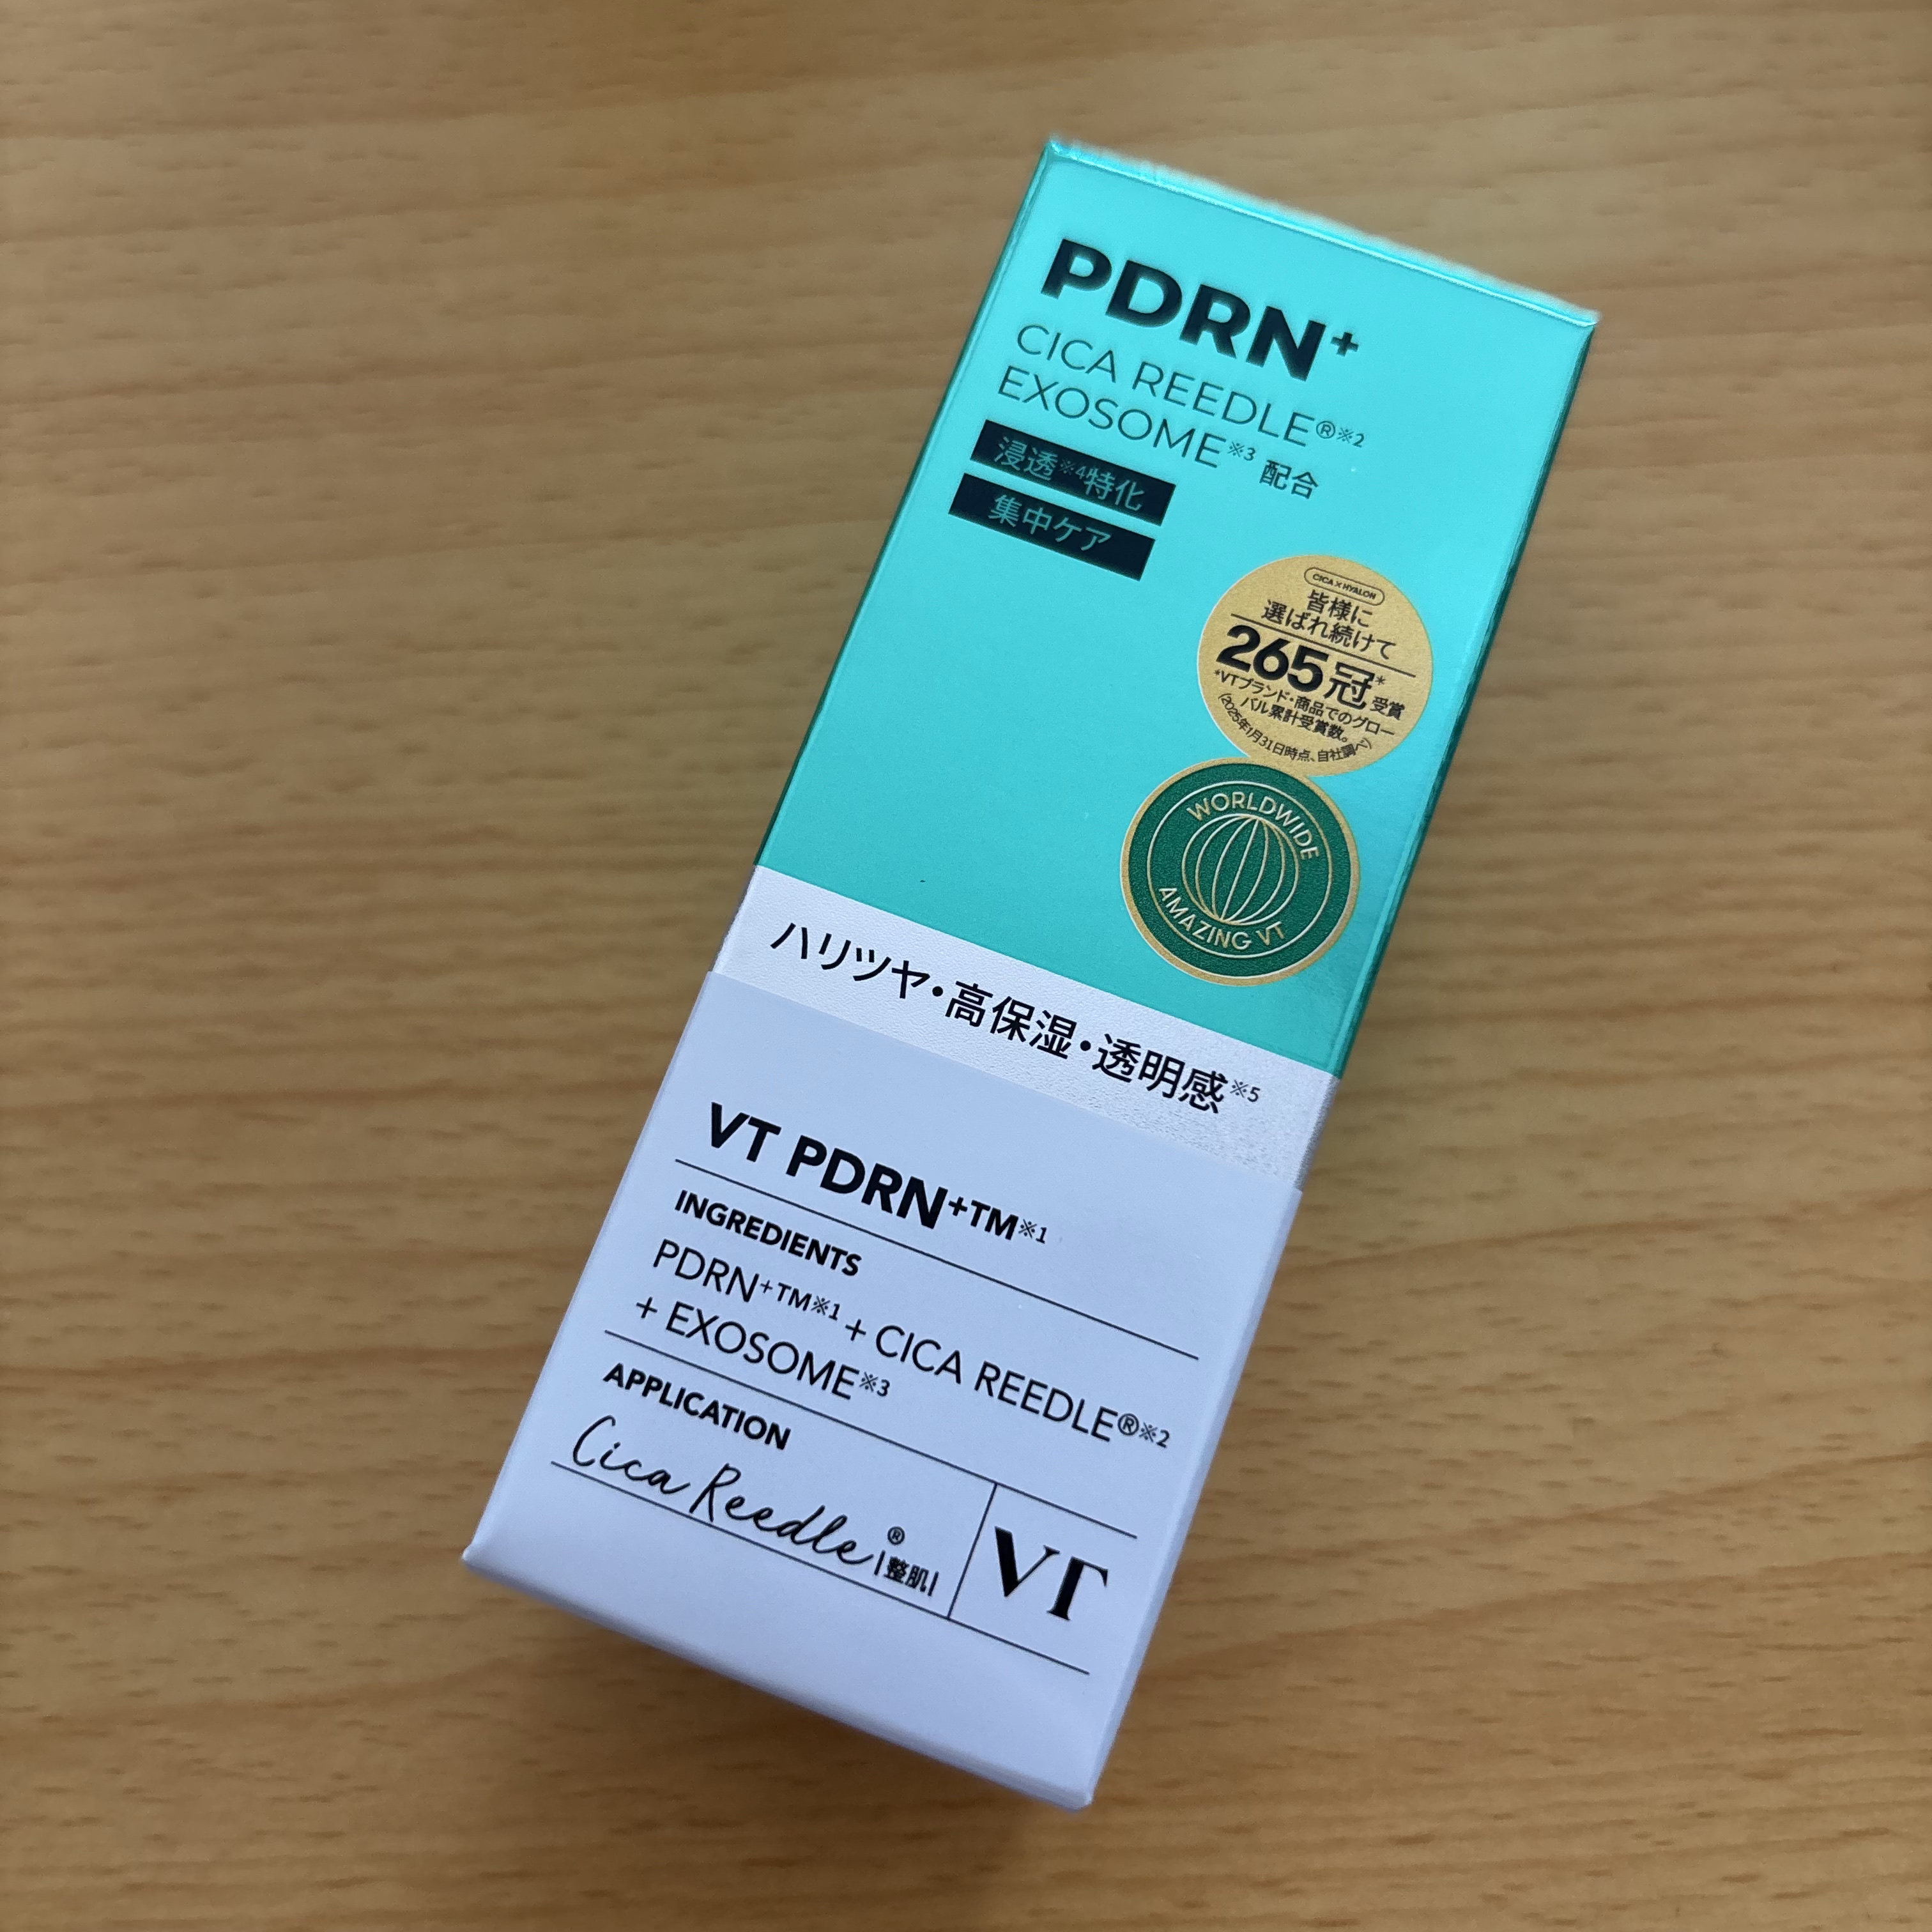 PDRN⁺
CICA REEDLE®※2
EXOSOME※3 配合
浸透※4特化
集中ケア
CICA×HYALON
皆様に
選ばれ続けて
265冠*受賞
*VTブランド・商品でのグロー
バル累計受賞数。
(2025年1月31日時点、自社調べ)
WORLDWIDE
AMAZING VT
ハリツヤ・高保湿・透明感※5
VT PDRN⁺™※1
INGREDIENTS
PDRN⁺™※1 + CICA REEDLE®※2
+ EXOSOME※3
APPLICATION
Cica Reedle® |整肌|
VT